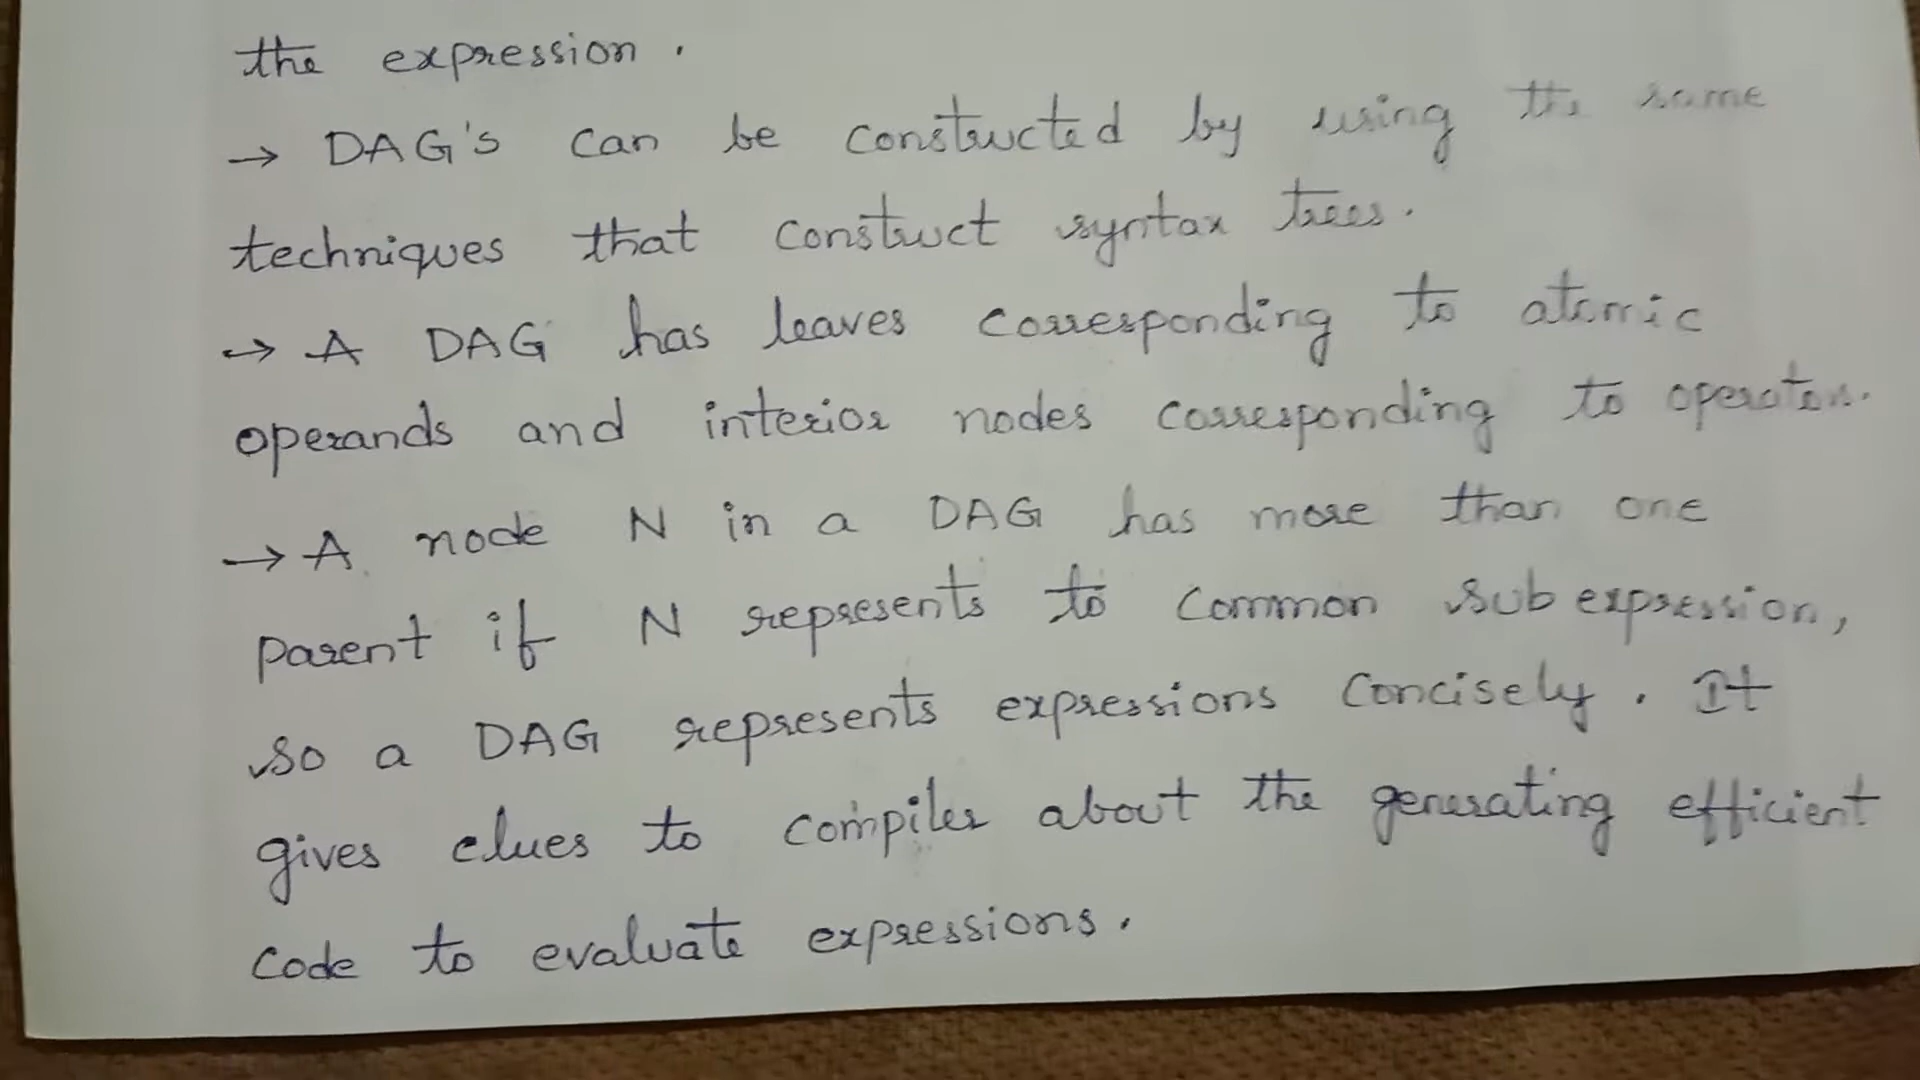 the expression.
→ DAG's can be constructed by using the same
techniques that construct syntax trees.
→ A DAG has leaves corresponding to atomic
operands and interior nodes corresponding to operators.
→ A node N in a DAG has more than one
parent if N represents to common sub expression,
so a DAG represents expressions concisely. It
gives clues to compiler about the generating efficient
code to evaluate expressions.